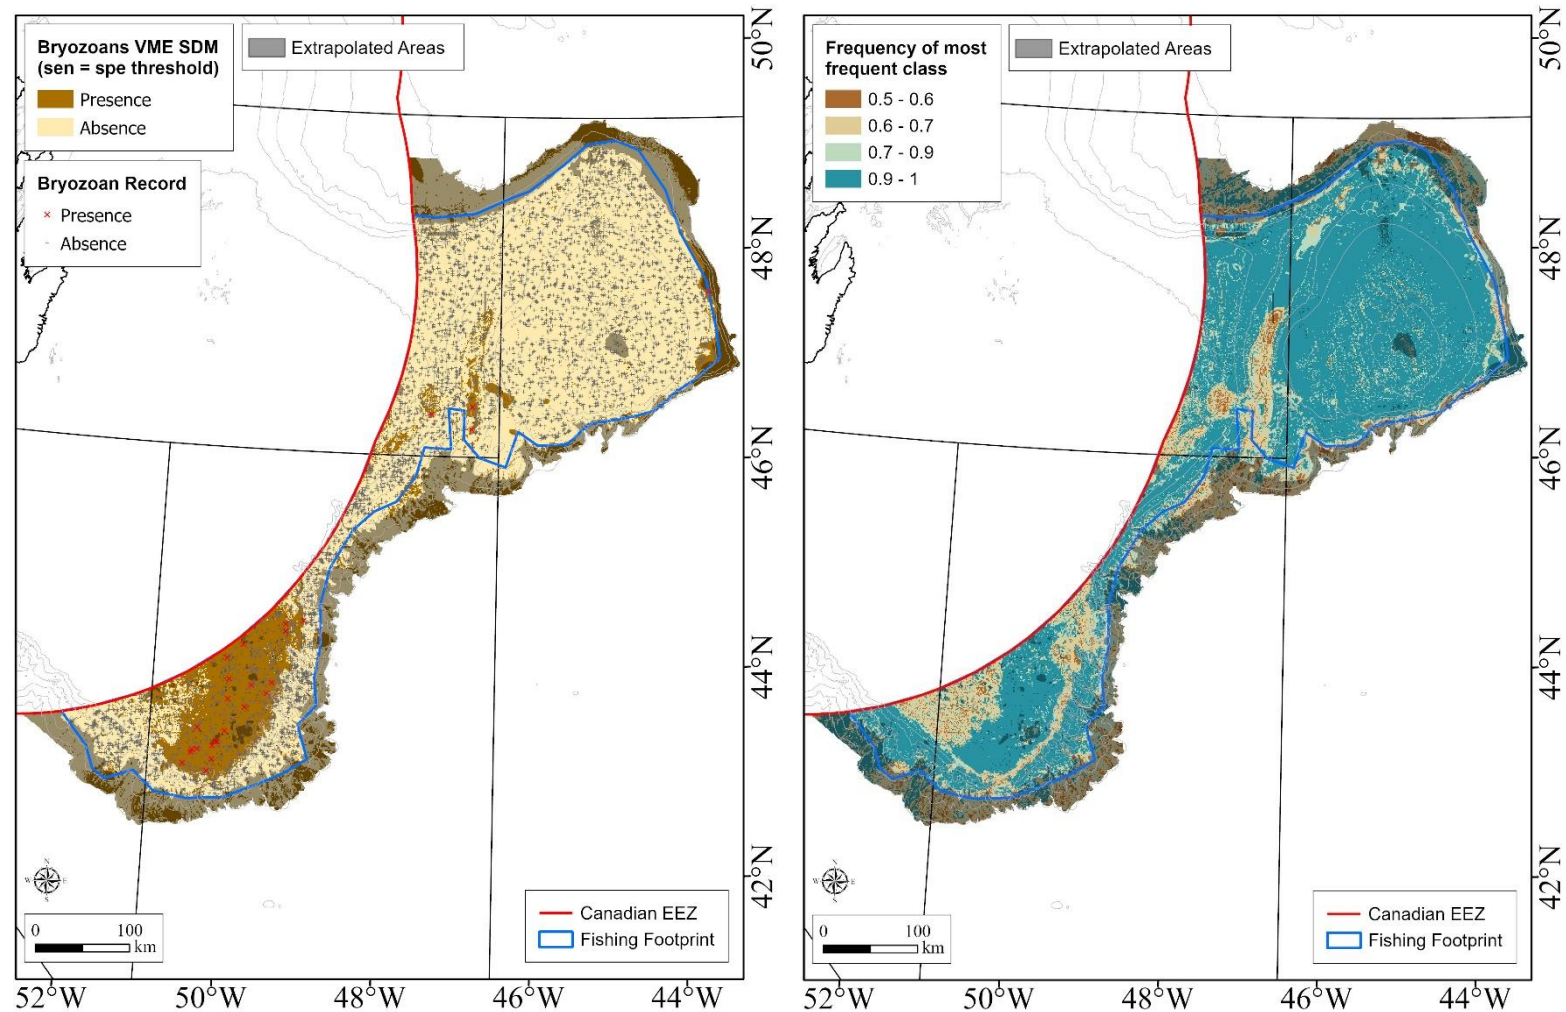 Bryozoans VME SDM
(sen = spe threshold)
Presence
Absence
Extrapolated Areas
Bryozoan Record
Presence
Absence
N
W
E
S
0
100
km
Canadian EEZ
Fishing Footprint
50°N
48°N
46°N
44°N
42°N
52°W
50°W
48°W
46°W
44°W
Frequency of most
frequent class
0.5 - 0.6
0.6 - 0.7
0.7 - 0.9
0.9 - 1
Extrapolated Areas
N
W
E
S
0
100
km
Canadian EEZ
Fishing Footprint
50°N
48°N
46°N
44°N
42°N
52°W
50°W
48°W
46°W
44°W